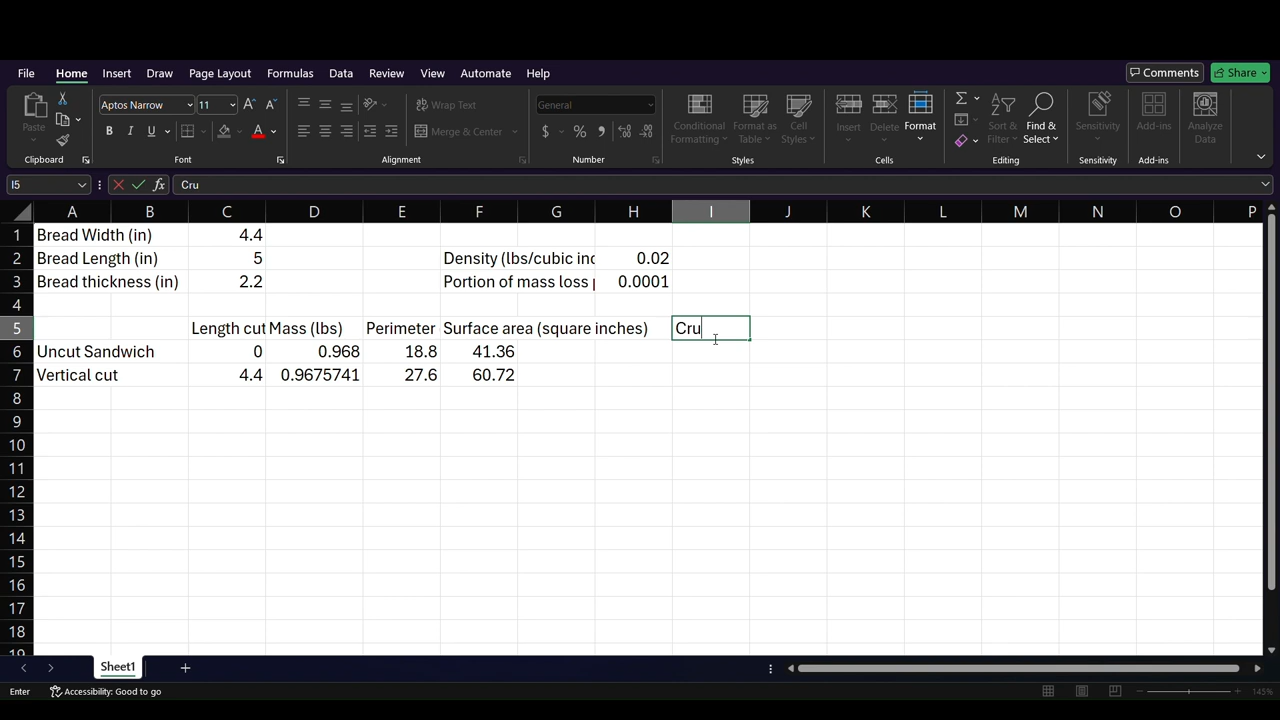 File Home Insert Draw Page Layout Formulas Data Review View Automate Help Comments Share
Paste Aptos Narrow 11 A A Wrap Text General Conditional Formatting Format as Table Cell Styles Insert Delete Format Sort & Filter Find & Select Sensitivity Add-ins Analyze Data
B I U A Merge & Center $ % 9
Clipboard Font Alignment Number Styles Cells Editing Sensitivity Add-ins
I5 fx Cru
A B C D E F G H I J K L M N O P
1 Bread Width (in) 4.4
2 Bread Length (in) 5 Density (lbs/cubic inc 0.02
3 Bread thickness (in) 2.2 Portion of mass loss p 0.0001
4
5 Length cut Mass (lbs) Perimeter Surface area (square inches) Cru
6 Uncut Sandwich 0 0.968 18.8 41.36
7 Vertical cut 4.4 0.9675741 27.6 60.72
8
9
10
11
12
13
14
15
16
17
18
19
Sheet1
Enter Accessibility: Good to go 145%